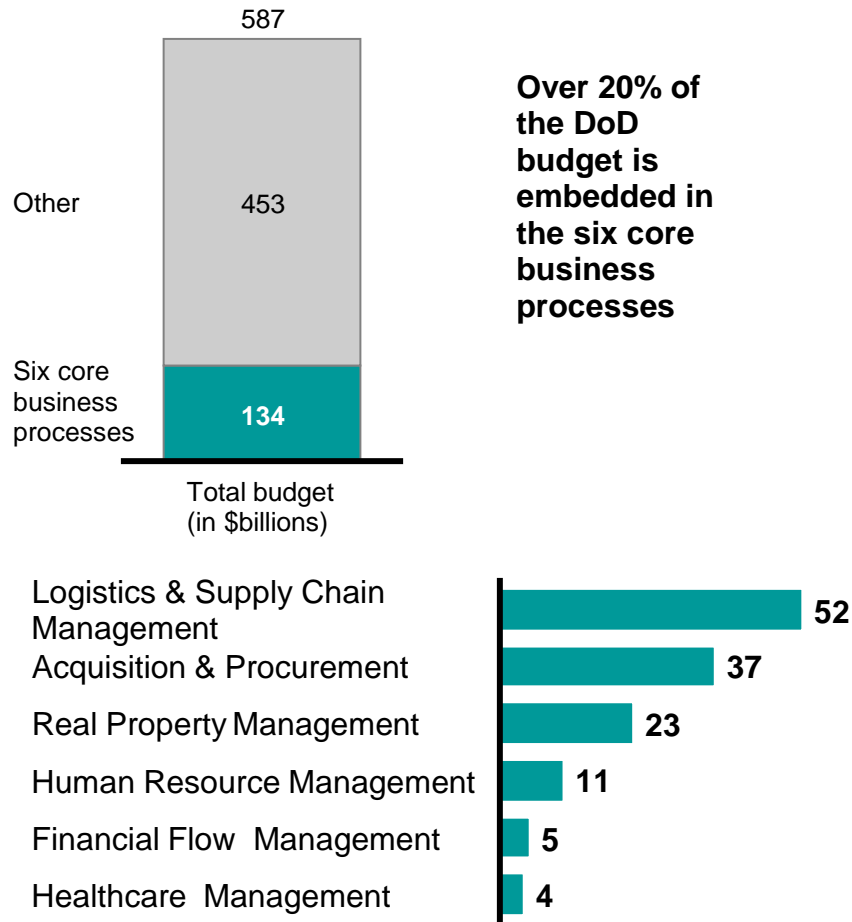 587
Other
453
Six core
business
processes
134
Total budget
(in $billions)
Over 20% of
the DoD
budget is
embedded in
the six core
business
processes
Logistics & Supply Chain
Management
52
Acquisition & Procurement
37
Real Property Management
23
Human Resource Management
11
Financial Flow Management
5
Healthcare Management
4